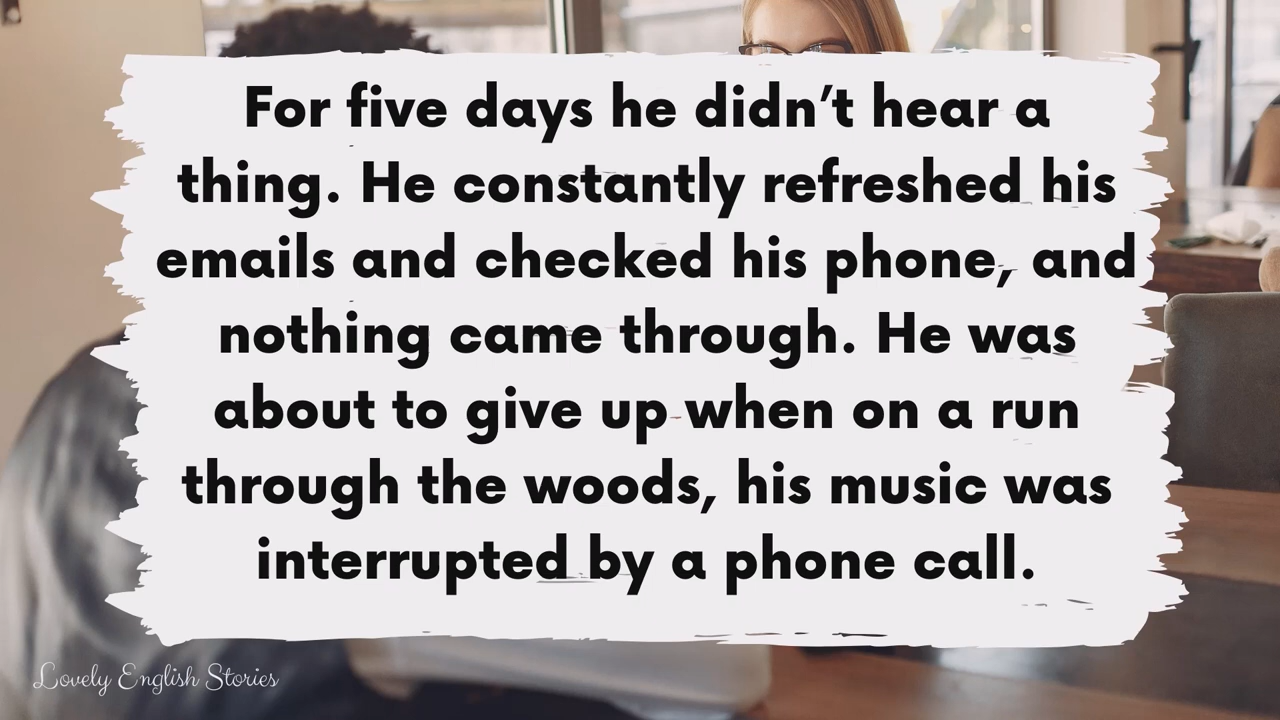 For five days he didn’t hear a
thing. He constantly refreshed his
emails and checked his phone, and
nothing came through. He was
about to give up when on a run
through the woods, his music was
interrupted by a phone call.
Lovely English Stories